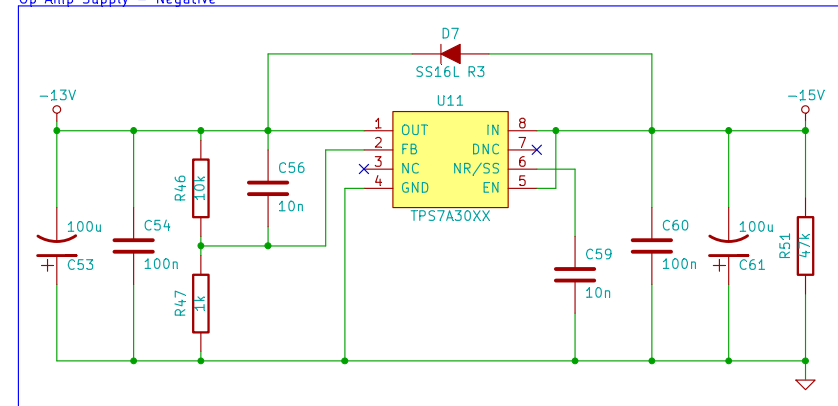 Op Amp Supply - Negative
D7
SS16L R3
-13V
U11
-15V
1 OUT IN 8
2 FB DNC 7
3 NC NR/SS 6
4 GND EN 5
TPS7A30XX
R46 10k
C56
10n
100u
C53
C54
100n
R47 1k
C59
10n
C60
100n
100u
C61
R51 47k